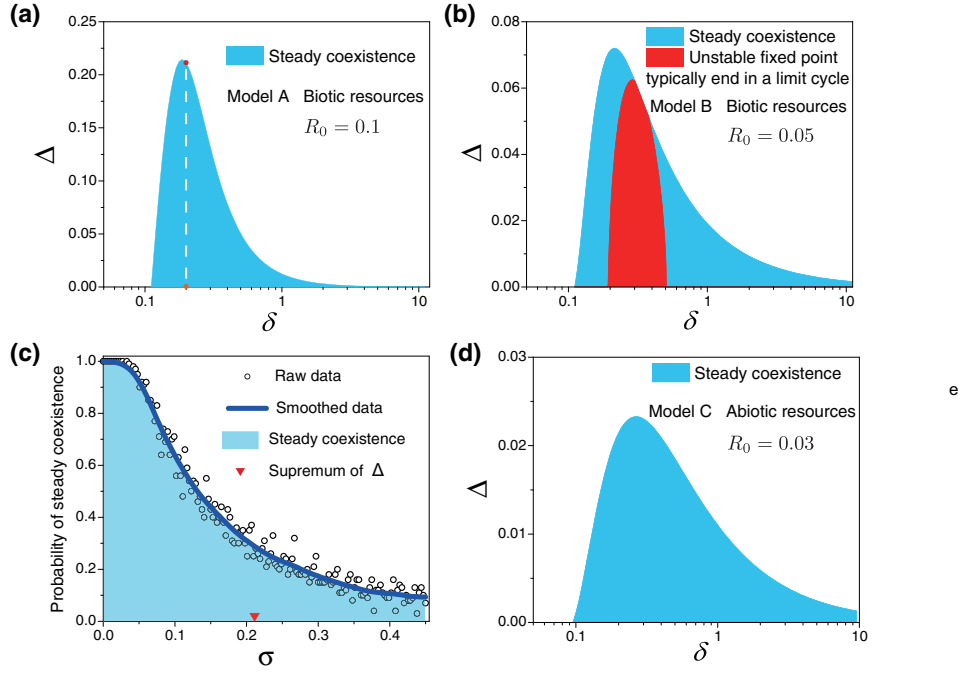 (a)
0.25
0.20
0.15
0.10
0.05
0.00
Δ
Steady coexistence
Model A Biotic resources
R₀ = 0.1
0.1 1 10
δ
(b)
0.08
0.06
0.04
0.02
0.00
Δ
Steady coexistence
Unstable fixed point
typically end in a limit cycle
Model B Biotic resources
R₀ = 0.05
0.1 1 10
δ
(c)
1.0
0.8
0.6
0.4
0.2
0.0
Probability of steady coexistence
Raw data
Smoothed data
Steady coexistence
Supremum of Δ
0.0 0.1 0.2 0.3 0.4
σ
(d)
0.03
0.02
0.01
0.00
Δ
Steady coexistence
Model C Abiotic resources
R₀ = 0.03
0.1 1 10
δ
e